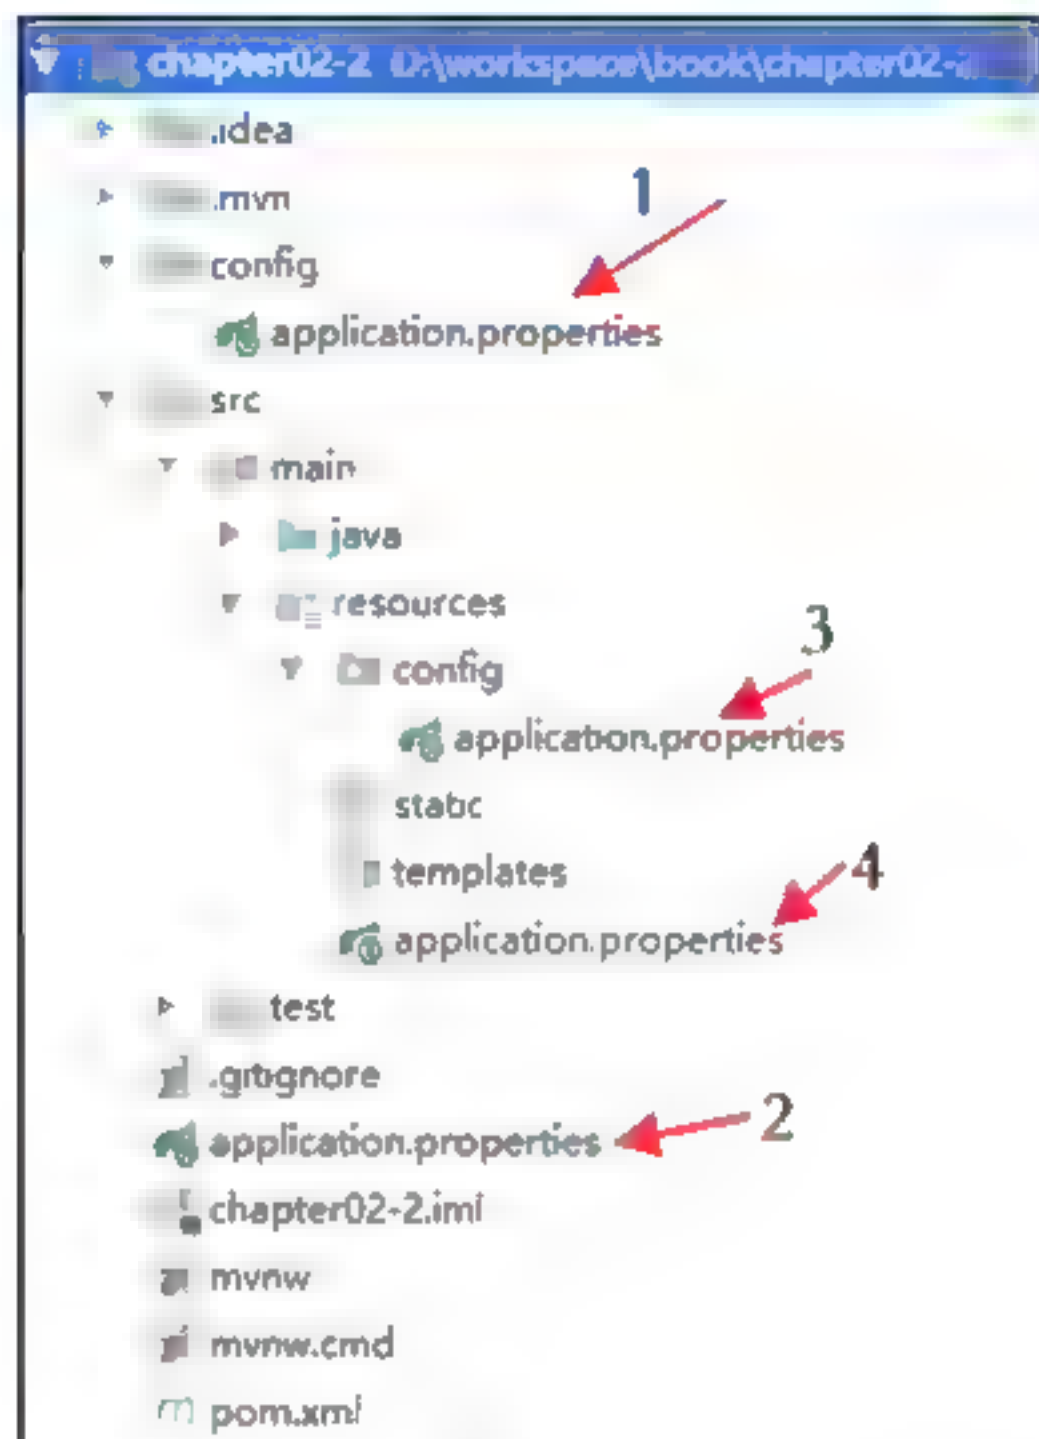 chapter02-2 D:\workspace\book\chapter02-2
.idea
.mvn
1
config
application.properties
src
main
java
resources
3
config
application.properties
static
templates
4
application.properties
test
.gitignore
application.properties
2
chapter02-2.iml
mvnw
mvnw.cmd
pom.xml